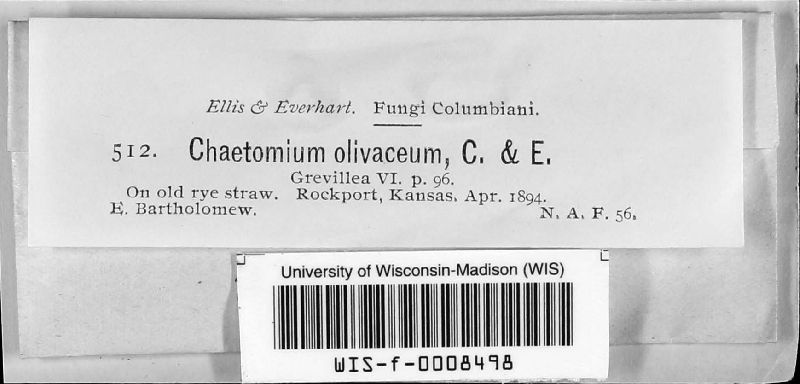 Ellis & Everhart. Fungi Columbiani.
512. Chaetomium olivaceum, C. & E.
Grevillea VI. p. 96.
On old rye straw. Rockport, Kansas, Apr. 1894.
E. Bartholomew. N. A. F. 56.
University of Wisconsin-Madison (WIS)
WIS-f-0008498